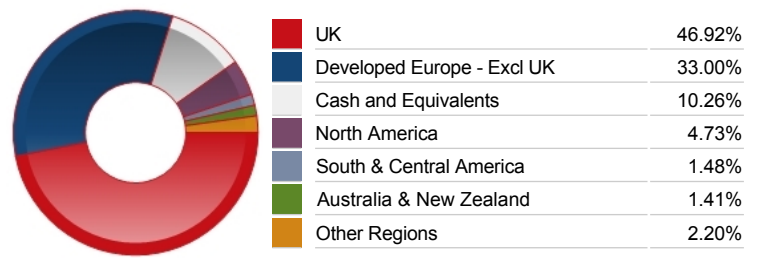 UK 46.92%
Developed Europe - Excl UK 33.00%
Cash and Equivalents 10.26%
North America 4.73%
South & Central America 1.48%
Australia & New Zealand 1.41%
Other Regions 2.20%